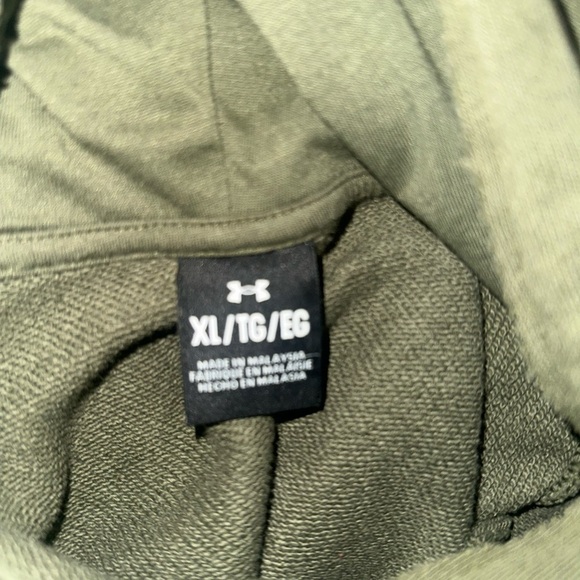 XL/TG/EG
MADE IN MALAYSIA
FABRIQUÉ EN MALAISIE
HECHO EN MALASIA